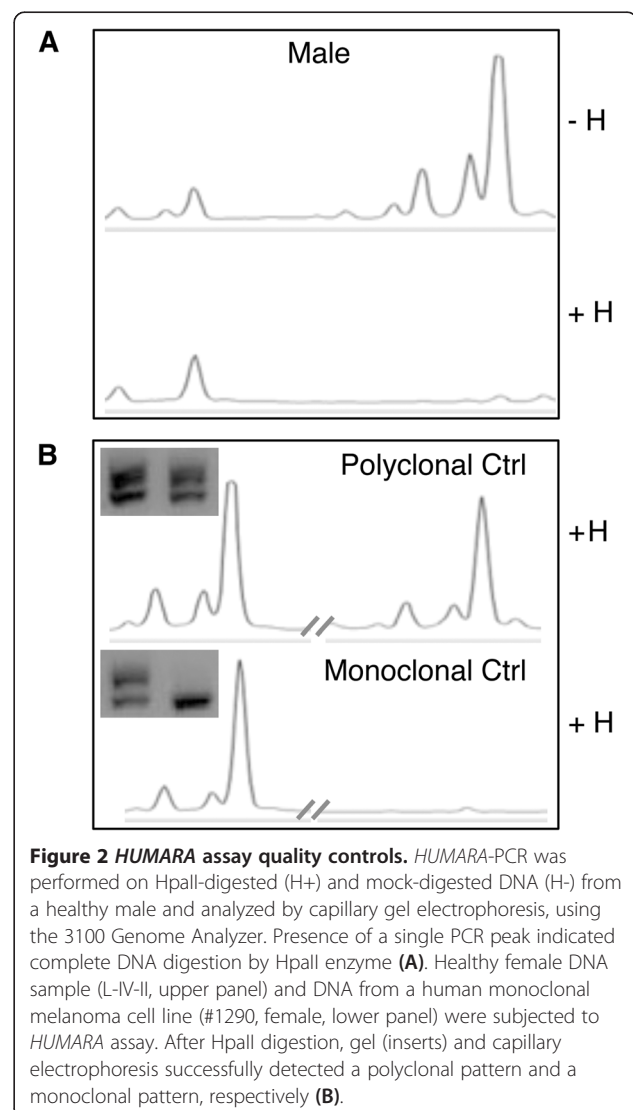 A
Male
- H
+ H
B
Polyclonal Ctrl
+H
Monoclonal Ctrl
+ H
Figure 2 HUMARA assay quality controls. HUMARA-PCR was
performed on HpaII-digested (H+) and mock-digested DNA (H-) from
a healthy male and analyzed by capillary gel electrophoresis, using
the 3100 Genome Analyzer. Presence of a single PCR peak indicated
complete DNA digestion by HpaII enzyme (A). Healthy female DNA
sample (L-IV-II, upper panel) and DNA from a human monoclonal
melanoma cell line (#1290, female, lower panel) were subjected to
HUMARA assay. After HpaII digestion, gel (inserts) and capillary
electrophoresis successfully detected a polyclonal pattern and a
monoclonal pattern, respectively (B).